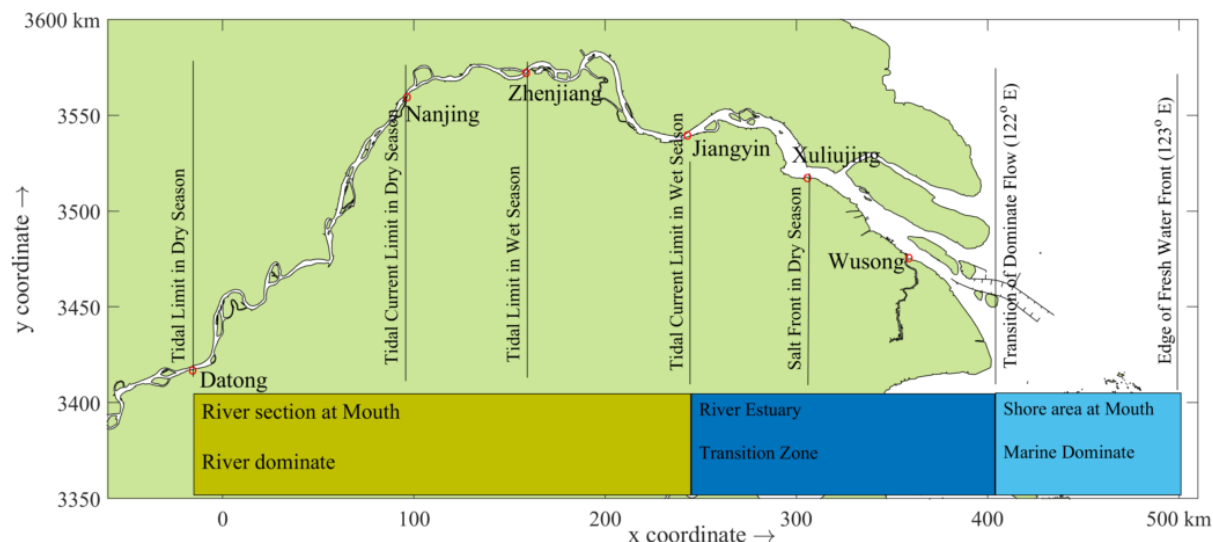 3600 km
3550
3500
3450
3400
3350
y coordinate →
Zhenjiang
Nanjing
Jiangyin
Xuliujing
Wusong
Datong
Tidal Limit in Dry Season
Tidal Current Limit in Dry Season
Tidal Limit in Wet Season
Tidal Current Limit in Wet Season
Salt Front in Dry Season
Transition of Dominate Flow (122° E)
Edge of Fresh Water Front (123° E)
River section at Mouth
River dominate
River Estuary
Transition Zone
Shore area at Mouth
Marine Dominate
0
100
200
300
400
500 km
x coordinate →